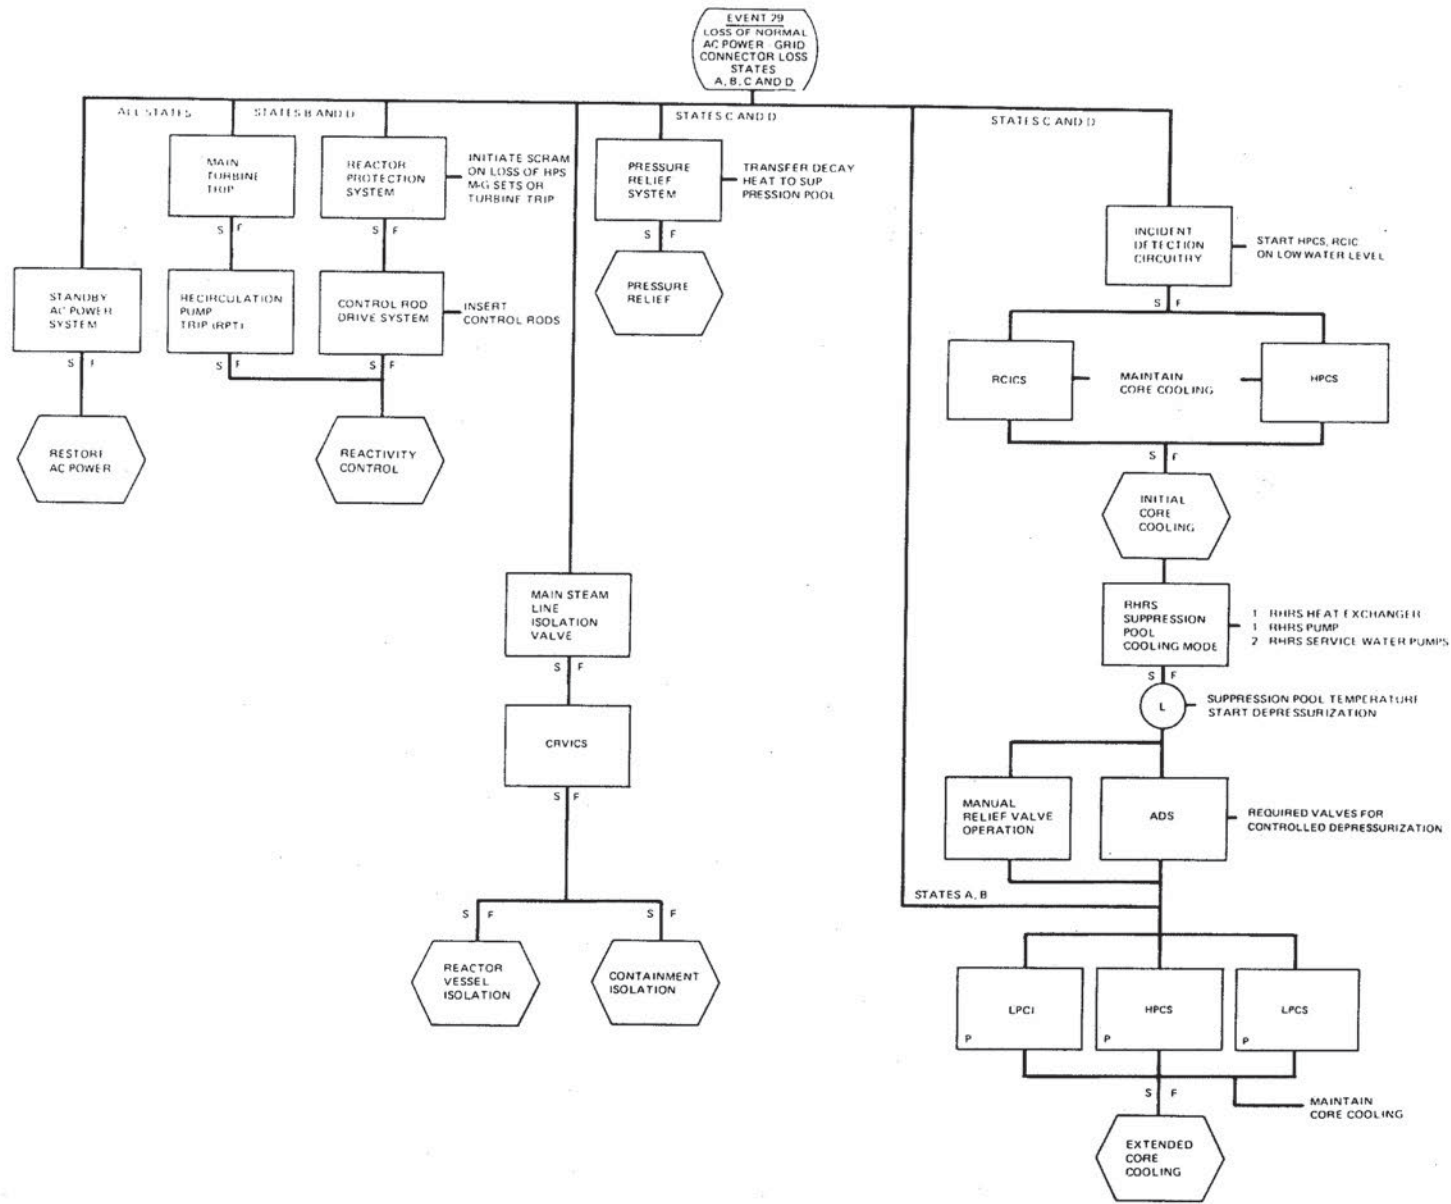 EVENT 29
LOSS OF NORMAL
AC POWER - GRID
CONNECTOR LOSS
STATES
A, B, C AND D
ALL STATES
STATES B AND D
STATES C AND D
STATES C AND D
MAIN
TURBINE
TRIP
REACTOR
PROTECTION
SYSTEM
INITIATE SCRAM
ON LOSS OF HPS
M-G SETS OR
TURBINE TRIP
PRESSURE
RELIEF
SYSTEM
TRANSFER DECAY
HEAT TO SUP
PRESSION POOL
S F
S F
S F
INCIDENT
DETECTION
CIRCUITRY
START HPCS, RCIC
ON LOW WATER LEVEL
STANDBY
AC POWER
SYSTEM
RECIRCULATION
PUMP
TRIP (RPT)
CONTROL ROD
DRIVE SYSTEM
INSERT
CONTROL RODS
PRESSURE
RELIEF
S F
S F
S F
S F
RCICS
MAINTAIN
CORE COOLING
HPCS
RESTORE
AC POWER
REACTIVITY
CONTROL
S F
INITIAL
CORE
COOLING
MAIN STEAM
LINE
ISOLATION
VALVE
RHRS
SUPPRESSION
POOL
COOLING MODE
1 RHRS HEAT EXCHANGER
1 RHRS PUMP
2 RHRS SERVICE WATER PUMPS
S F
S F
L
SUPPRESSION POOL TEMPERATURE
START DEPRESSURIZATION
CRVICS
S F
MANUAL
RELIEF VALVE
OPERATION
ADS
REQUIRED VALVES FOR
CONTROLLED DEPRESSURIZATION
STATES A, B
S F
S F
REACTOR
VESSEL
ISOLATION
CONTAINMENT
ISOLATION
LPCI
P
HPCS
P
LPCS
P
S F
MAINTAIN
CORE COOLING
EXTENDED
CORE
COOLING